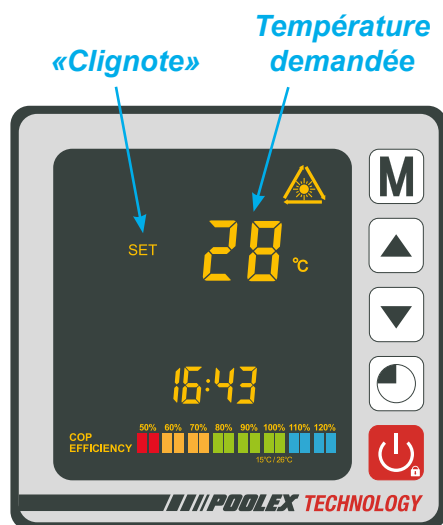 Température
«Clignote» demandée
M
SET 28 °C
16:43
50% 60% 70% 80% 90% 100% 110% 120%
COP
EFFICIENCY
15°C / 26°C
POOLEX TECHNOLOGY